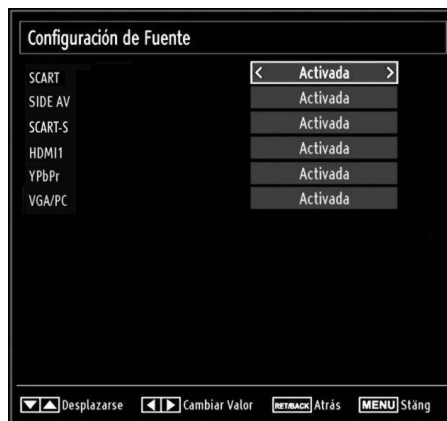 Configuración de Fuente
SCART < Activada >
SIDE AV Activada
SCART-S Activada
HDMI1 Activada
YPbPr Activada
VGA/PC Activada
Desplazarse Cambiar Valor RET/BACK Atrás MENU Stäng